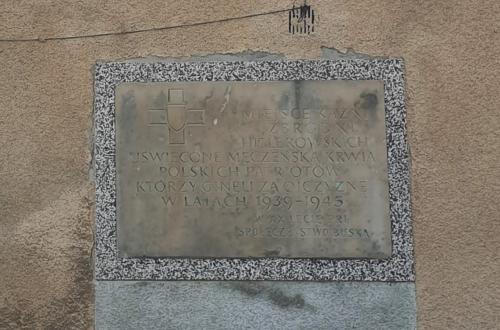 MIEJSCE KAŹNI
ZBRODNI
HITLEROWSKICH
UŚWIĘCONE MĘCZEŃSKĄ KRWIĄ
POLSKICH PATRIOTÓW
KTÓRZY GINĘLI ZA OJCZYZNĘ
W LATACH 1939-1945
W XX LECIE PRL
SPOŁECZEŃSTWO BUSKA